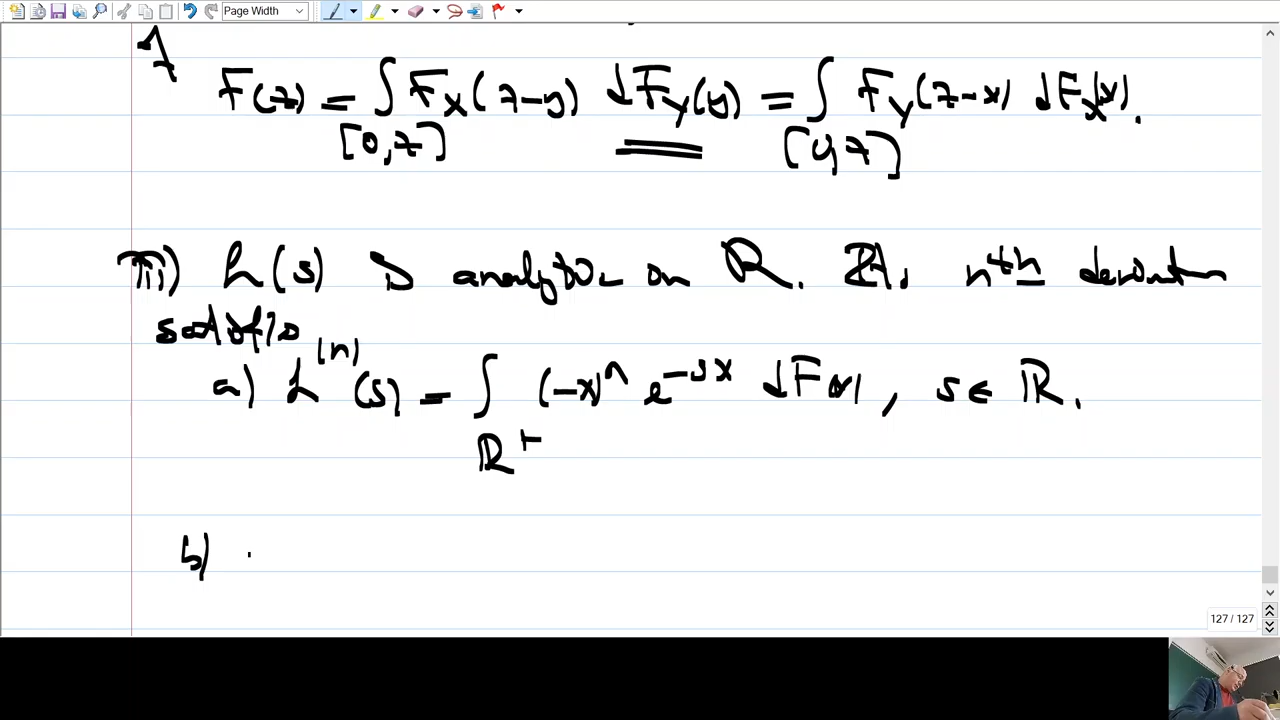 Page Width
F(z) = ∫ F_X(z-y) dF_Y(y) = ∫ F_Y(z-x) dF_X(x).
[0,z] [0,z]
iii) L(s) is analytic on R. Its nth derivative
satisfies
a) L^(n)(s) = ∫ (-x)^n e^{-sx} dF(x), s ∈ R.
R^+
b)
127 / 127